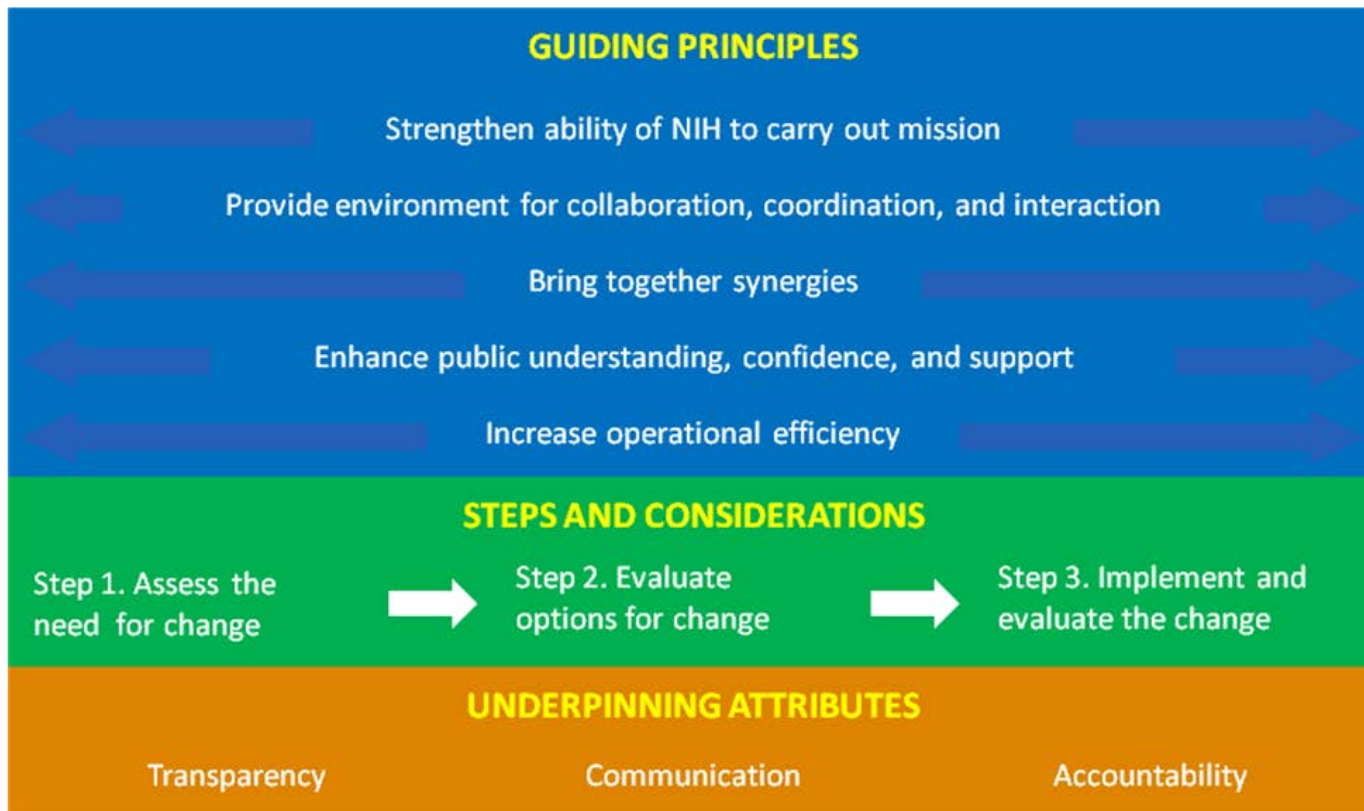 GUIDING PRINCIPLES
Strengthen ability of NIH to carry out mission
Provide environment for collaboration, coordination, and interaction
Bring together synergies
Enhance public understanding, confidence, and support
Increase operational efficiency
STEPS AND CONSIDERATIONS
Step 1. Assess the
need for change
Step 2. Evaluate
options for change
Step 3. Implement and
evaluate the change
UNDERPINNING ATTRIBUTES
Transparency
Communication
Accountability